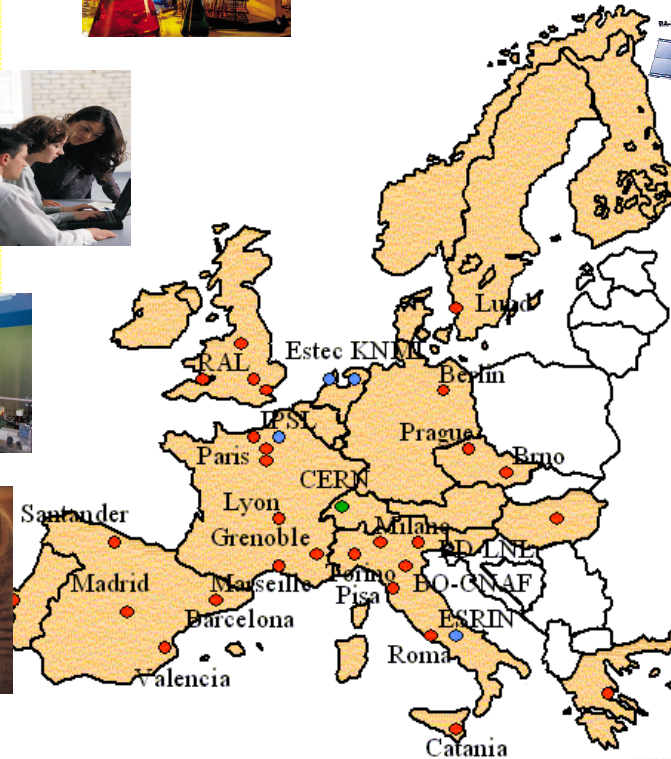 Lund
Estec KNMI
RAL
Berlin
IPSL
Prague
Paris
Brno
CERN
Lyon
Santander
Milano
Grenoble
PD-LNL
Torino
Madrid
Marseille
BO-CNAF
Pisa
Barcelona
ESRIN
Roma
Valencia
Catania